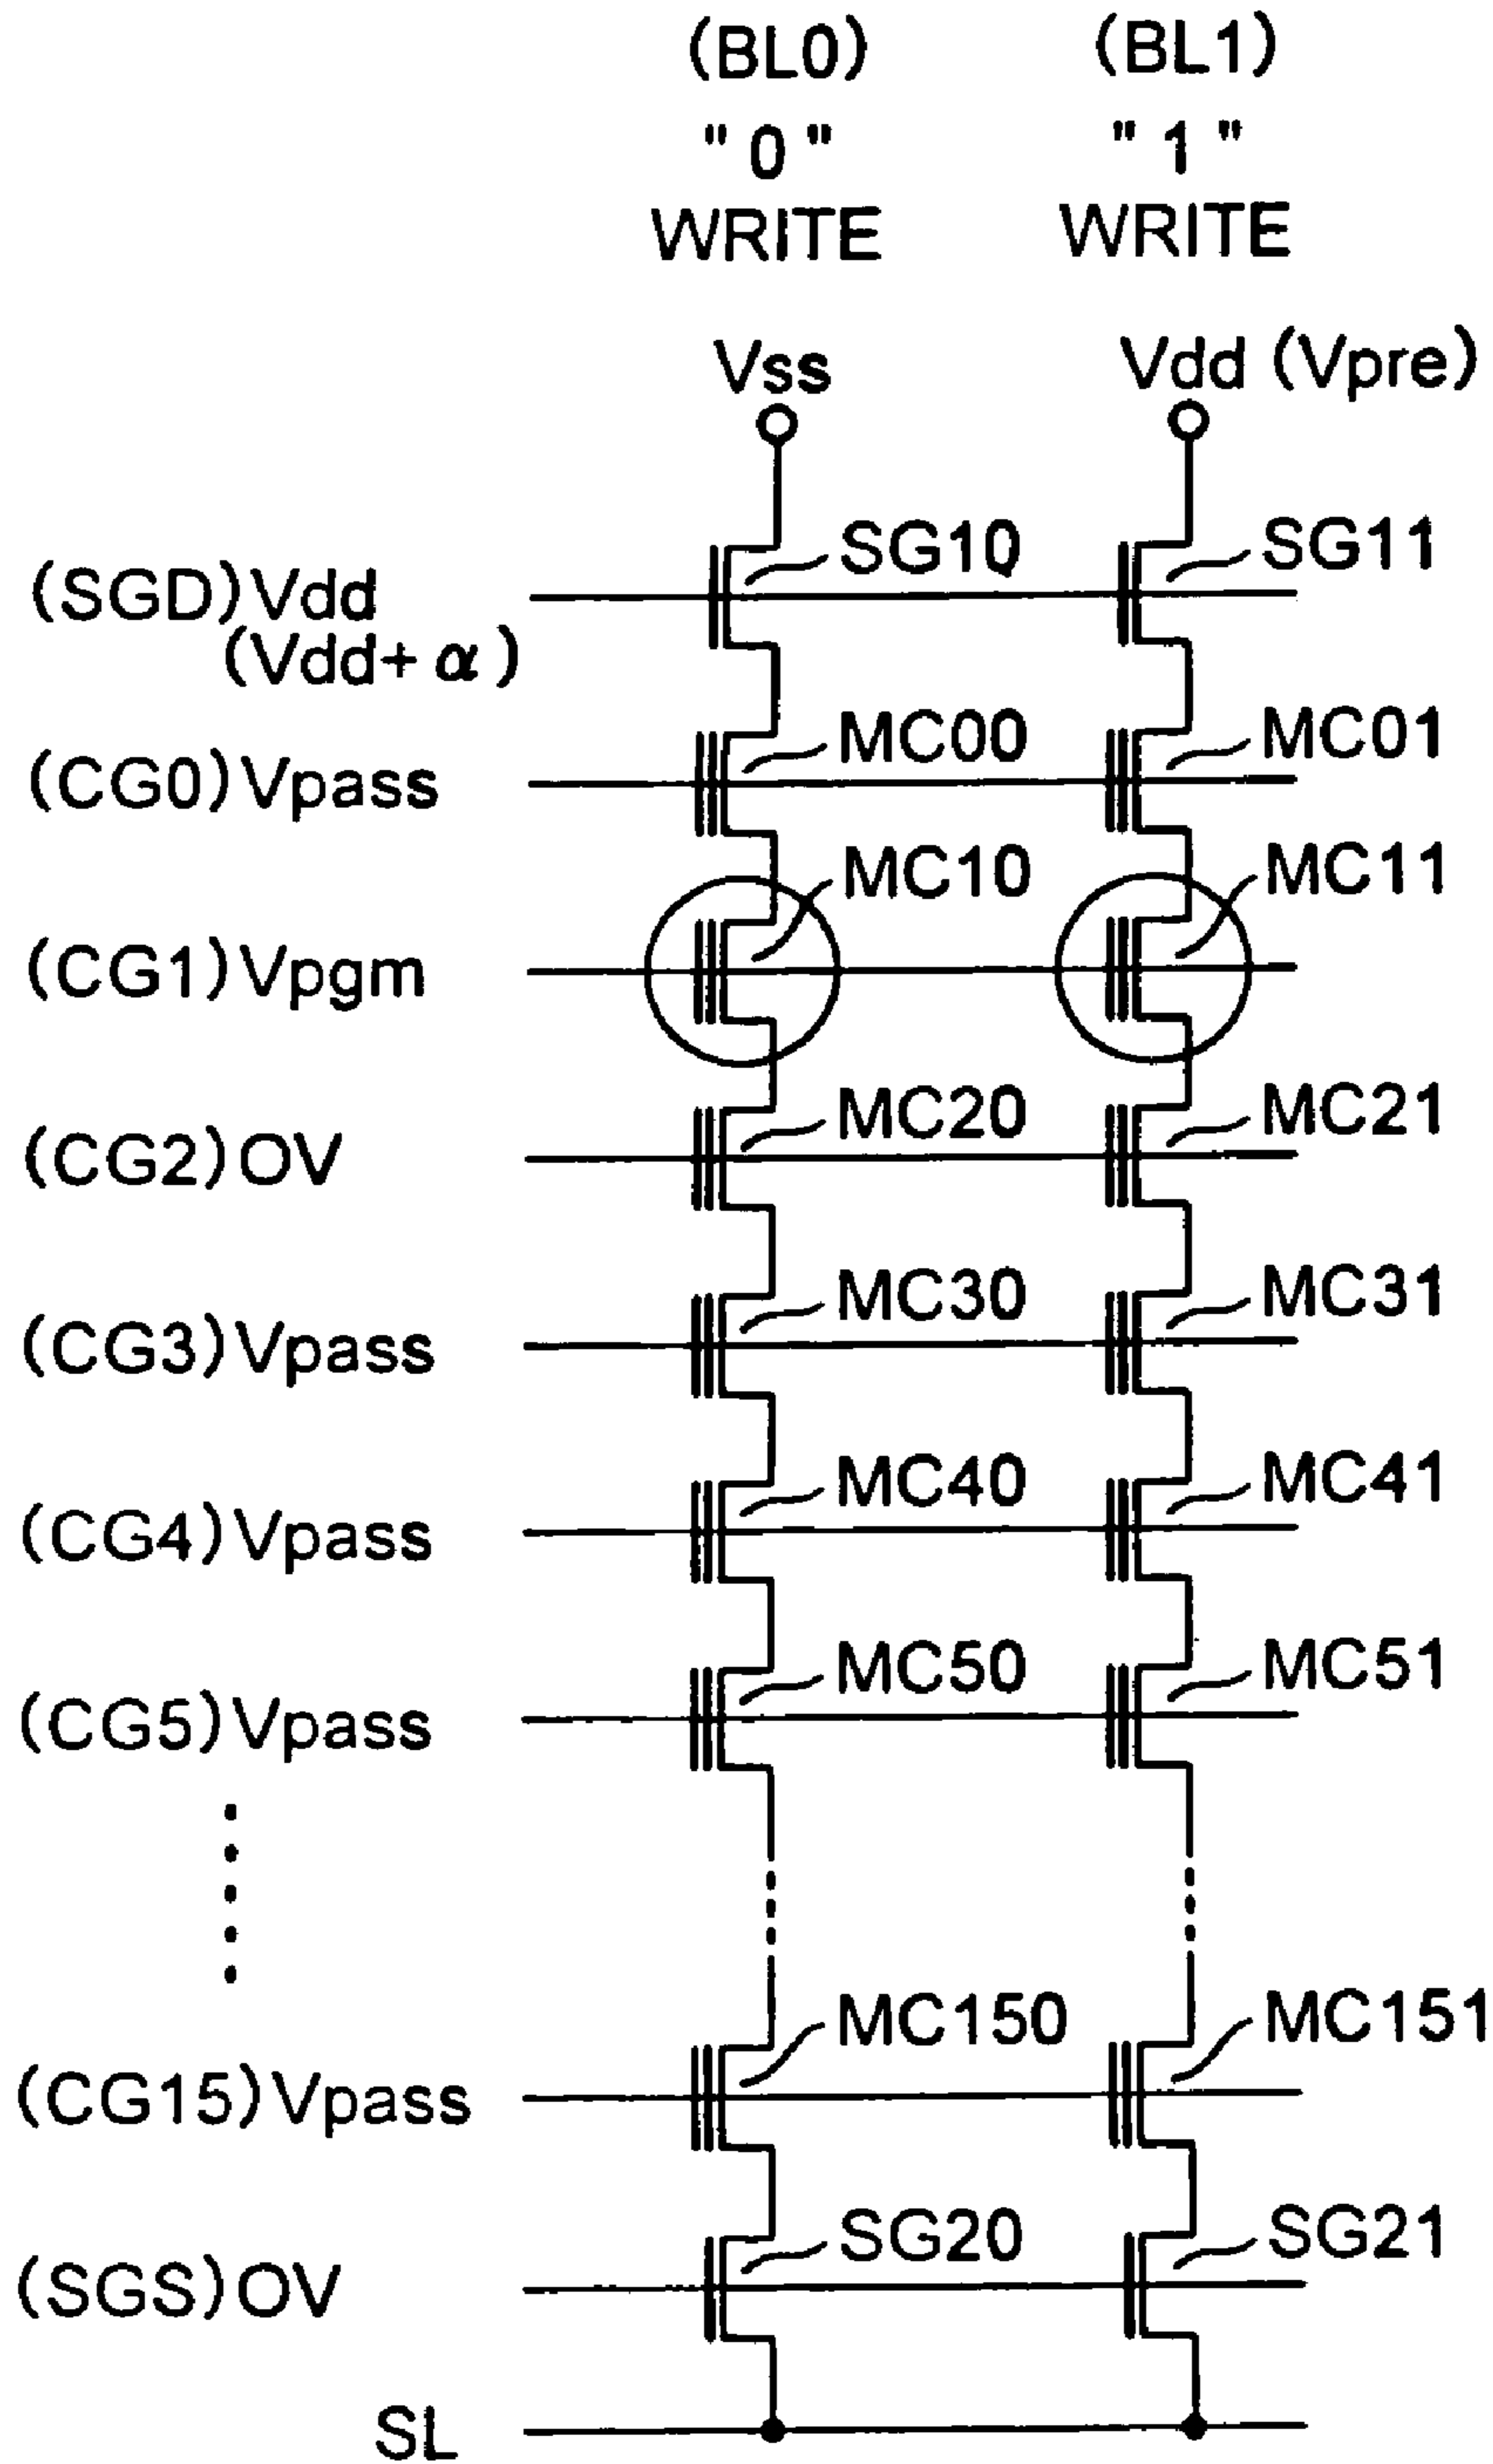 (BL0) (BL1)
"0" "1"
WRITE WRITE
Vss Vdd (Vpre)
SG10 SG11
(SGD) Vdd
(Vdd+α)
MC00 MC01
(CG0) Vpass
MC10 MC11
(CG1) Vpgm
MC20 MC21
(CG2) 0V
MC30 MC31
(CG3) Vpass
MC40 MC41
(CG4) Vpass
MC50 MC51
(CG5) Vpass
MC150 MC151
(CG15) Vpass
SG20 SG21
(SGS) 0V
SL